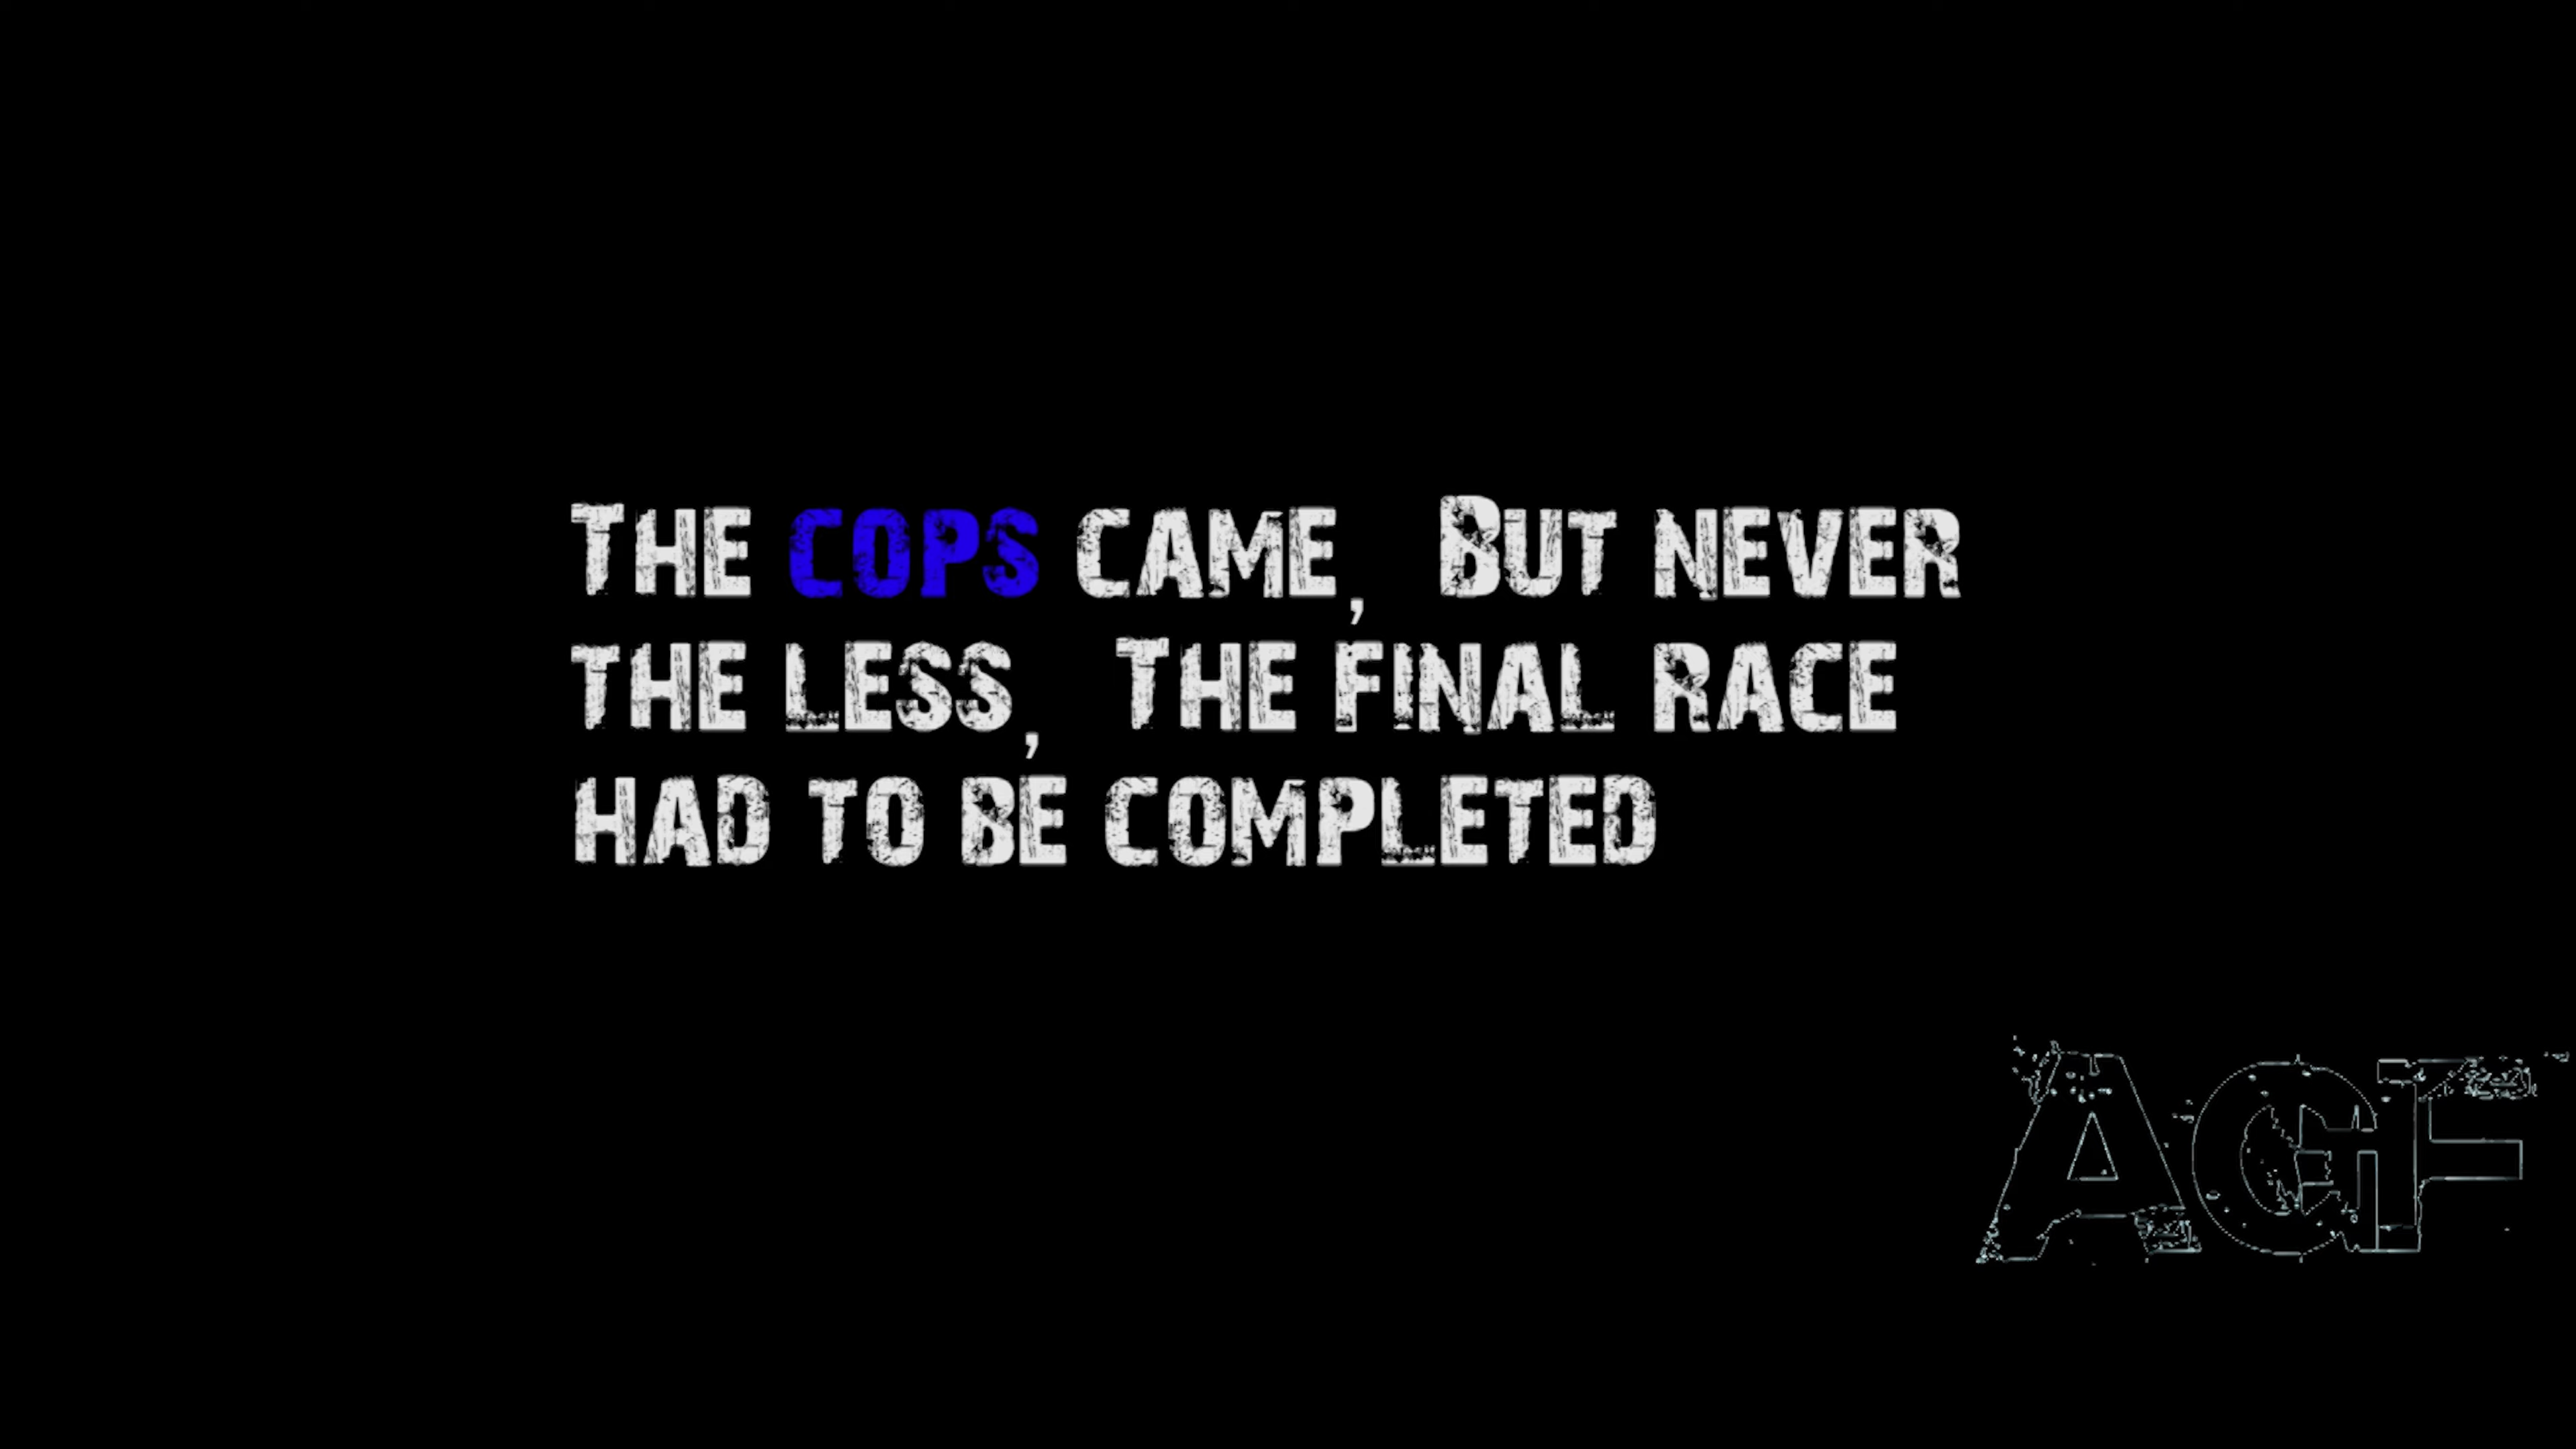 The cops came, But never
the less, The final race
had to be completed
AGF